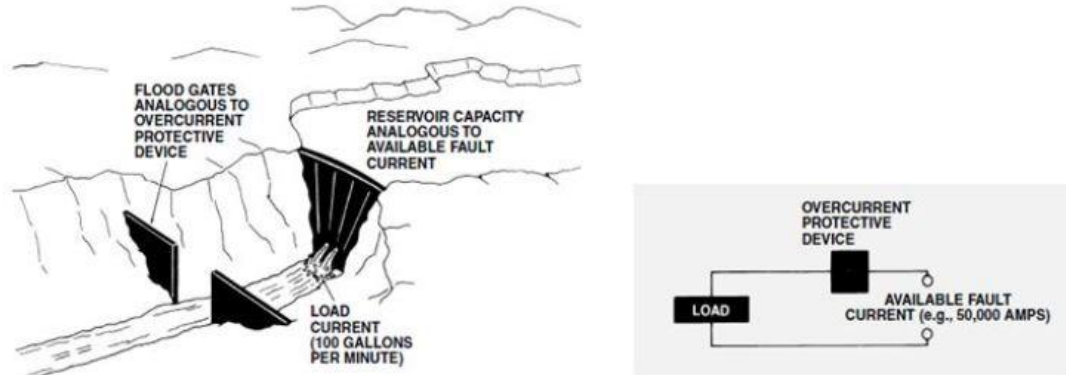 FLOOD GATES
ANALOGOUS TO
OVERCURRENT
PROTECTIVE
DEVICE
RESERVOIR CAPACITY
ANALOGOUS TO
AVAILABLE FAULT
CURRENT
LOAD
CURRENT
(100 GALLONS
PER MINUTE)
OVERCURRENT
PROTECTIVE
DEVICE
LOAD
AVAILABLE FAULT
CURRENT (e.g., 50,000 AMPS)